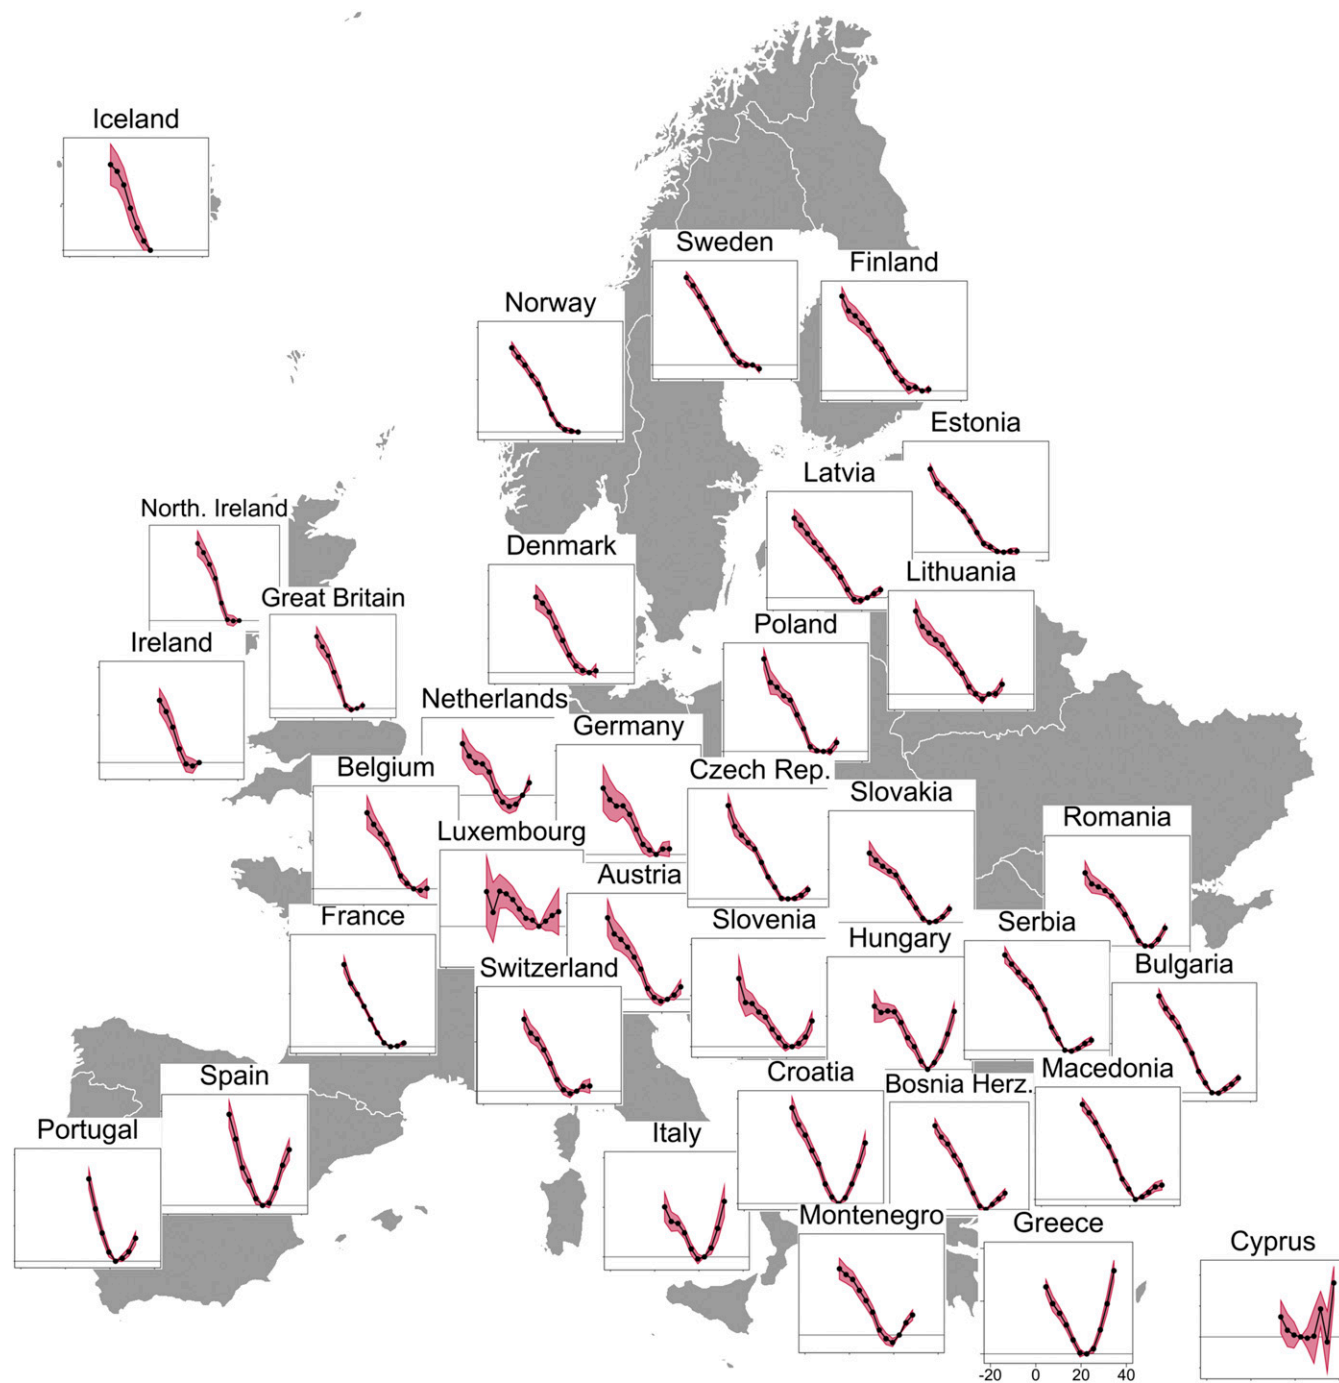 Iceland
Sweden
Finland
Norway
Estonia
Latvia
North. Ireland
Denmark
Lithuania
Great Britain
Poland
Ireland
Netherlands
Germany
Belgium
Czech Rep.
Slovakia
Romania
Luxembourg
Austria
France
Slovenia
Serbia
Hungary
Bulgaria
Switzerland
Spain
Croatia
Bosnia Herz.
Macedonia
Portugal
Italy
Montenegro
Greece
Cyprus
-20 0 20 40